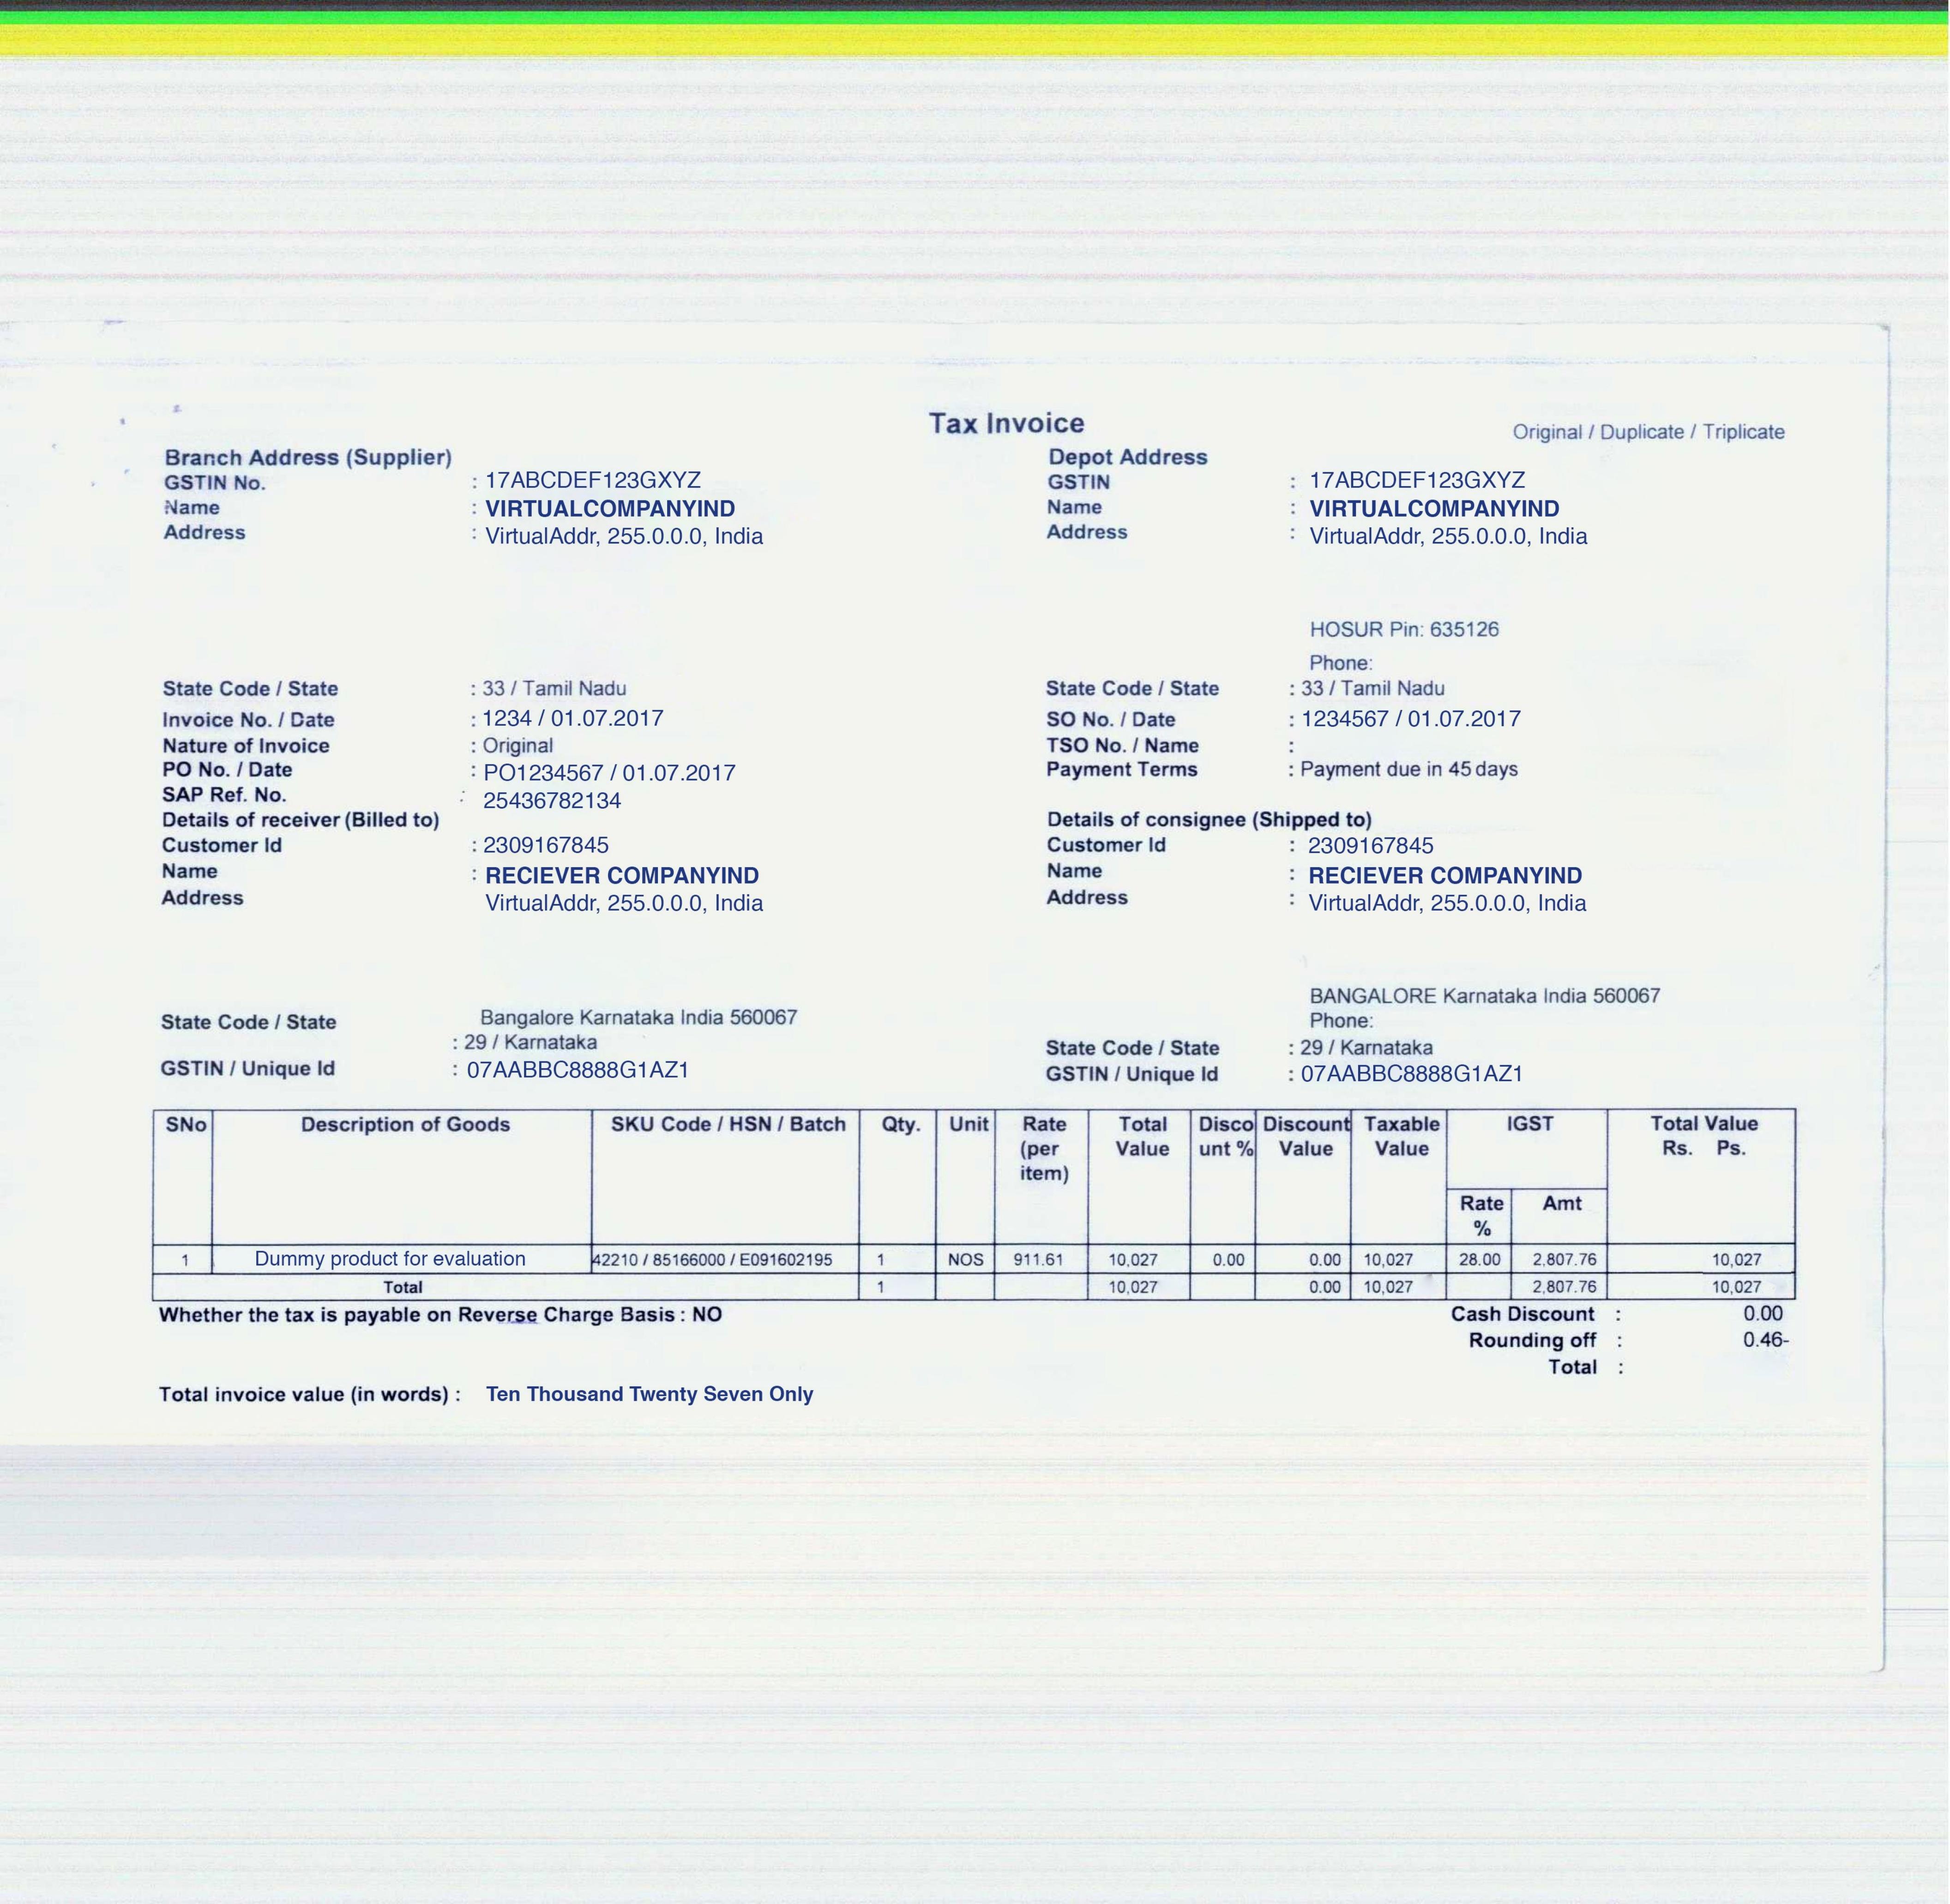 Tax Invoice
Original / Duplicate / Triplicate
Branch Address (Supplier)
GSTIN No. : 17ABCDEF123GXYZ
Name : VIRTUALCOMPANYIND
Address : VirtualAddr, 255.0.0.0, India
Depot Address
GSTIN : 17ABCDEF123GXYZ
Name : VIRTUALCOMPANYIND
Address : VirtualAddr, 255.0.0.0, India
HOSUR Pin: 635126
Phone:
State Code / State : 33 / Tamil Nadu
Invoice No. / Date : 1234 / 01.07.2017
Nature of Invoice : Original
PO No. / Date : PO1234567 / 01.07.2017
SAP Ref. No. : 25436782134
State Code / State : 33 / Tamil Nadu
SO No. / Date : 1234567 / 01.07.2017
TSO No. / Name :
Payment Terms : Payment due in 45 days
Details of receiver (Billed to)
Customer Id : 2309167845
Name : RECIEVER COMPANYIND
Address VirtualAddr, 255.0.0.0, India
Bangalore Karnataka India 560067
State Code / State : 29 / Karnataka
GSTIN / Unique Id : 07AABBC8888G1AZ1
Details of consignee (Shipped to)
Customer Id : 2309167845
Name : RECIEVER COMPANYIND
Address : VirtualAddr, 255.0.0.0, India
BANGALORE Karnataka India 560067
Phone:
State Code / State : 29 / Karnataka
GSTIN / Unique Id : 07AABBC8888G1AZ1
SNo Description of Goods SKU Code / HSN / Batch Qty. Unit Rate Total Disco Discount Taxable IGST Total Value
(per Value unt % Value Value Rs. Ps.
item)
Rate Amt
%
1 Dummy product for evaluation 42210 / 85166000 / E091602195 1 NOS 911.61 10,027 0.00 0.00 10,027 28.00 2,807.76 10,027
Total 1 10,027 0.00 10,027 2,807.76 10,027
Whether the tax is payable on Reverse Charge Basis : NO
Cash Discount : 0.00
Rounding off : 0.46-
Total :
Total invoice value (in words) : Ten Thousand Twenty Seven Only